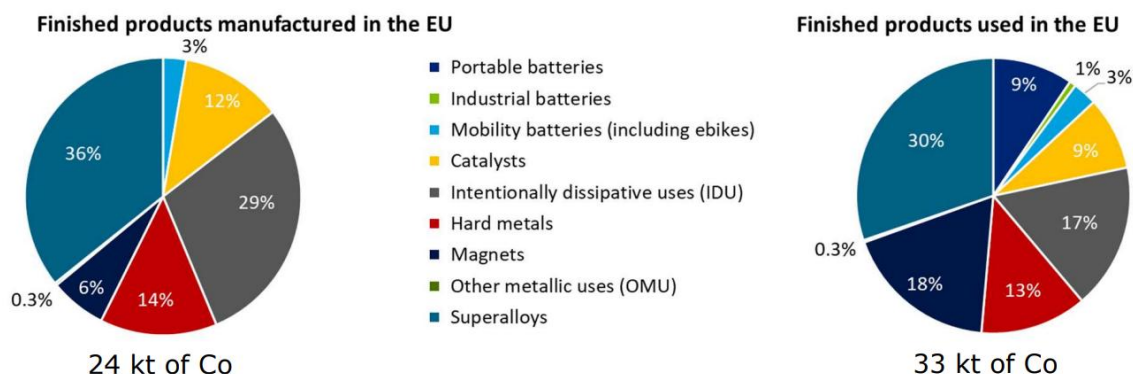 Finished products manufactured in the EU
3%
12%
36%
29%
0.3%
6%
14%
24 kt of Co
Portable batteries
Industrial batteries
Mobility batteries (including ebikes)
Catalysts
Intentionally dissipative uses (IDU)
Hard metals
Magnets
Other metallic uses (OMU)
Superalloys
Finished products used in the EU
1%
3%
9%
30%
9%
17%
0.3%
18%
13%
33 kt of Co